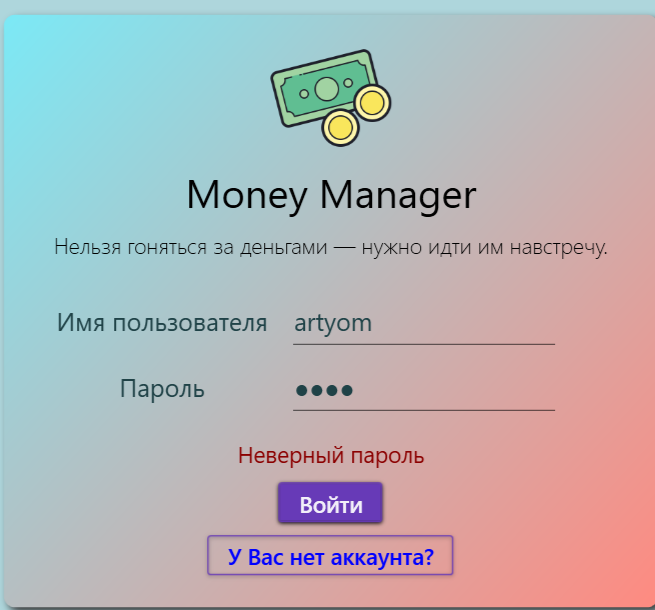 Money Manager
Нельзя гоняться за деньгами — нужно идти им навстречу.
Имя пользователя artyom
Пароль ••••
Неверный пароль
Войти
У Вас нет аккаунта?